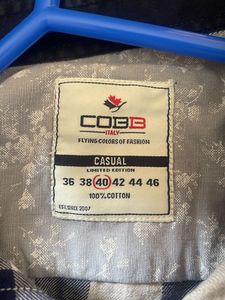 COBB
ITALY
FLYING COLORS OF FASHION
CASUAL
LIMITED EDITION
36 38 40 42 44 46
100% COTTON
EST.SINCE 2007